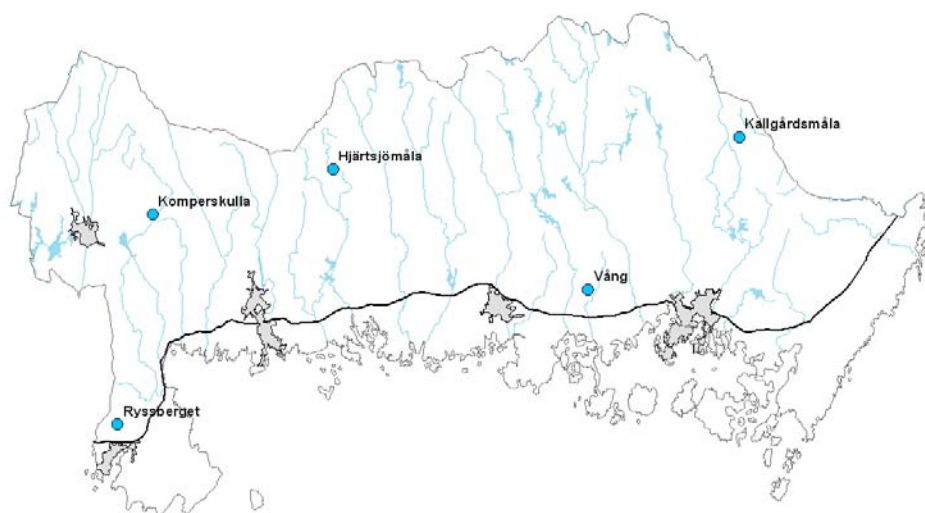 Kallgårdsmåla
Hjärtsjömåla
Komperskulla
Vång
Ryssberget